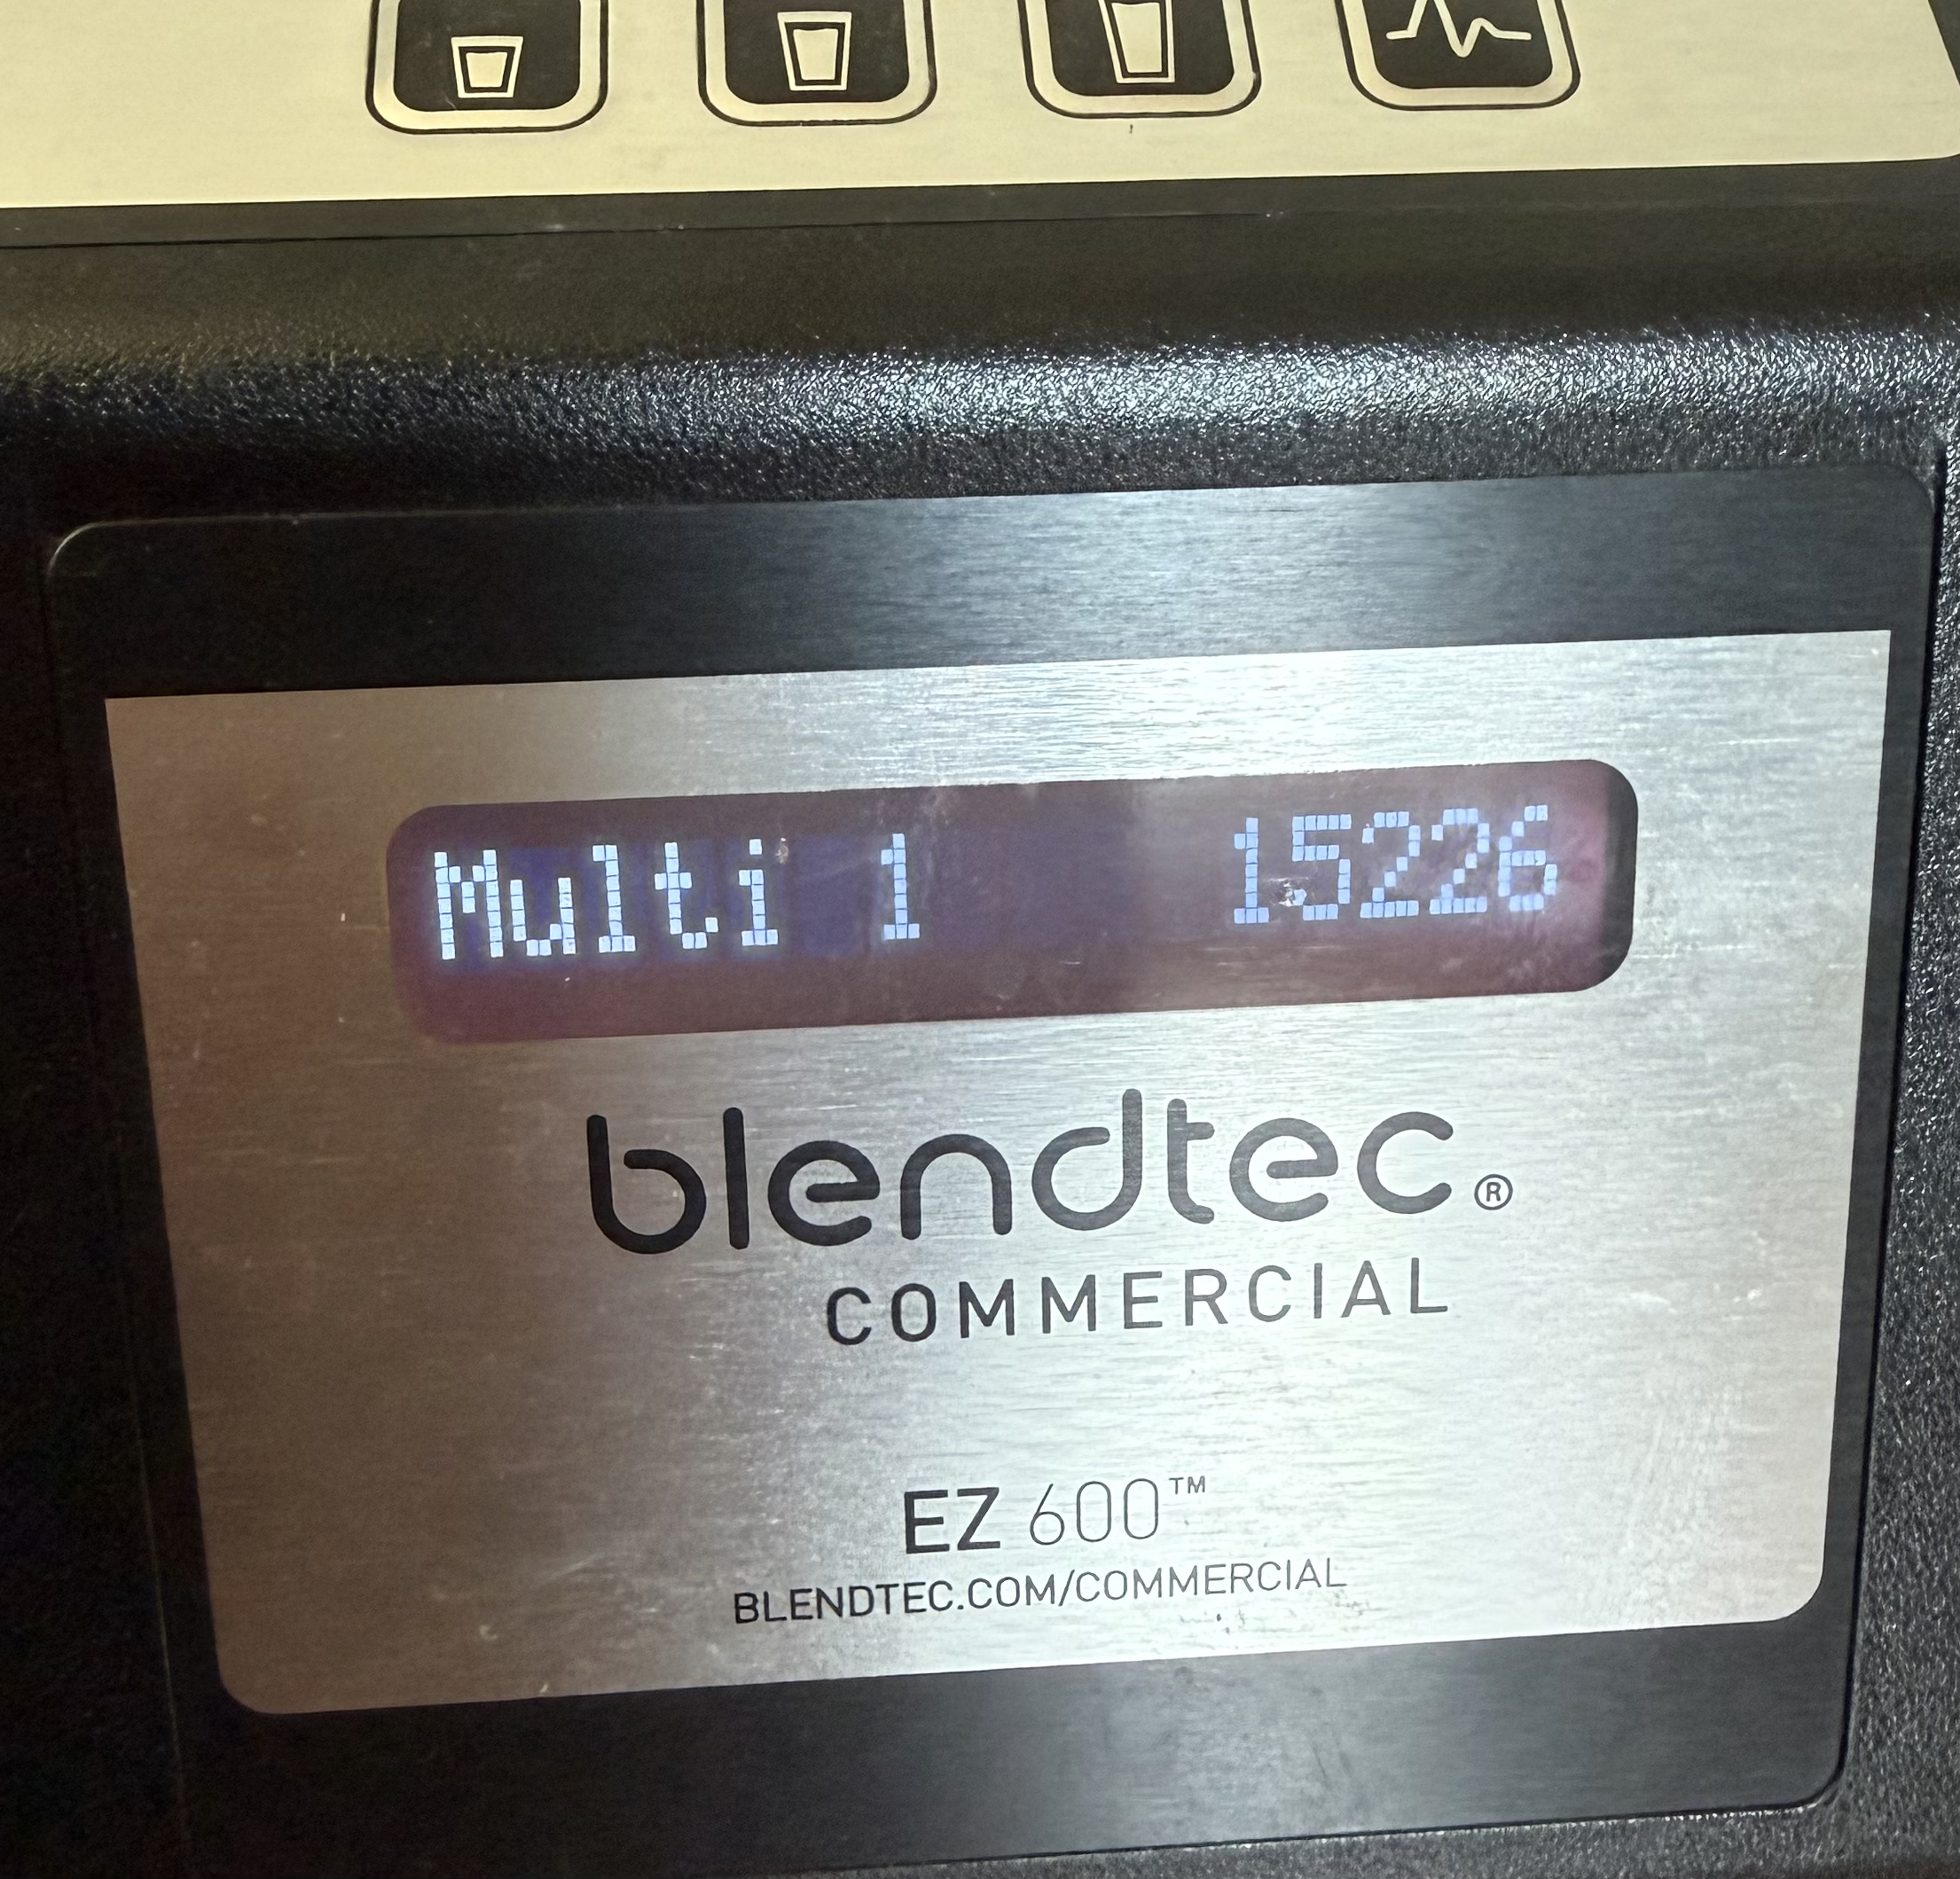 Multi 1 15226
blendtec®
COMMERCIAL
EZ 600™
BLENDTEC.COM/COMMERCIAL